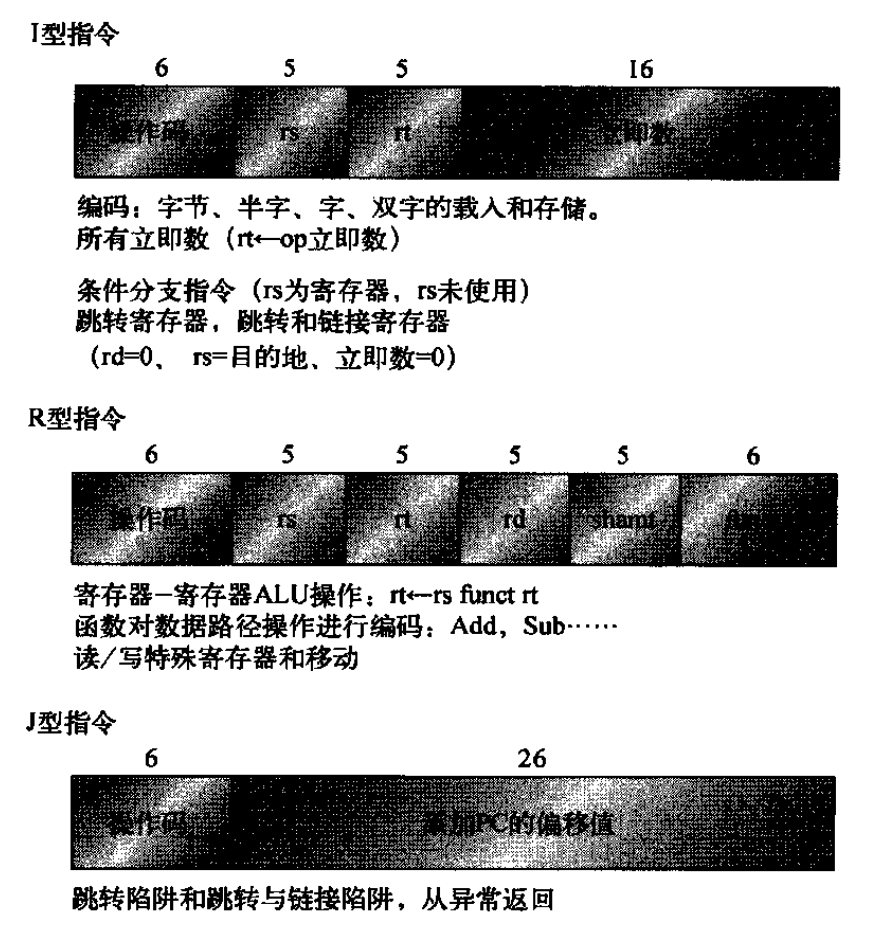 I型指令
6 5 5 16
操作码 rs rt 立即数
编码：字节、半字、字、双字的载入和存储。
所有立即数（rt←op立即数）
条件分支指令（rs为寄存器，rs未使用）
跳转寄存器，跳转和链接寄存器
（rd=0、 rs=目的地、立即数=0）
R型指令
6 5 5 5 5 6
操作码 rs rt rd shamt
寄存器-寄存器ALU操作：rt←rs funct rt
函数对数据路径操作进行编码：Add，Sub……
读/写特殊寄存器和移动
J型指令
6 26
操作码 添加PC的偏移值
跳转陷阱和跳转与链接陷阱，从异常返回